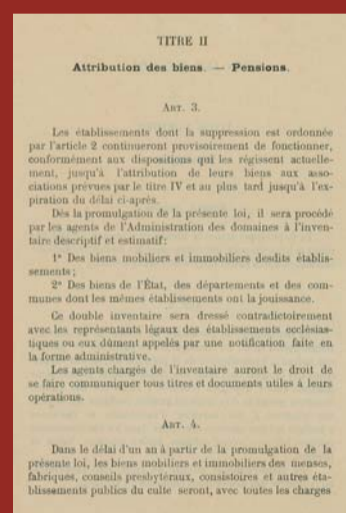 TITRE II
Attribution des biens. — Pensions.
ART. 3.
Les établissements dont la suppression est ordonnée
par l'article 2 continueront provisoirement de fonctionner,
conformément aux dispositions qui les régissent actuelle-
ment, jusqu'à l'attribution de leurs biens aux asso-
ciations prévues par le titre IV et au plus tard jusqu'à l'ex-
piration du délai ci-après.
Dès la promulgation de la présente loi, il sera procédé
par les agents de l'Administration des domaines à l'inven-
taire descriptif et estimatif:
1° Des biens mobiliers et immobiliers desdits établis-
sements;
2° Des biens de l'État, des départements et des com-
munes dont les mêmes établissements ont la jouissance.
Ce double inventaire sera dressé contradictoirement
avec les représentants légaux des établissements ecclésias-
tiques ou eux dûment appelés par une notification faite en
la forme administrative.
Les agents chargés de l'inventaire auront le droit de
se faire communiquer tous titres et documents utiles à leurs
opérations.
ART. 4.
Dans le délai d'un an à partir de la promulgation de la
présente loi, les biens mobiliers et immobiliers des menses,
fabriques, conseils presbytéraux, consistoires et autres éta-
blissements publics du culte seront, avec toutes les charges